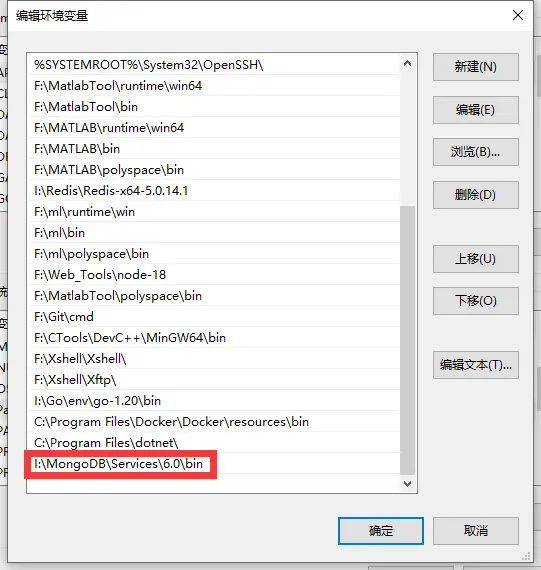 编辑环境变量
%SYSTEMROOT%\System32\OpenSSH\
F:\MatlabTool\runtime\win64
F:\MatlabTool\bin
F:\MATLAB\runtime\win64
F:\MATLAB\bin
F:\MATLAB\polyspace\bin
I:\Redis\Redis-x64-5.0.14.1
F:\ml\runtime\win
F:\ml\bin
F:\ml\polyspace\bin
F:\Web_Tools\node-18
F:\MatlabTool\polyspace\bin
F:\Git\cmd
F:\CTools\DevC++\MinGW64\bin
F:\Xshell\Xshell\
F:\Xshell\Xftp\
I:\Go\env\go-1.20\bin
C:\Program Files\Docker\Docker\resources\bin
C:\Program Files\dotnet\
I:\MongoDB\Services\6.0\bin
新建(N)
编辑(E)
浏览(B)...
删除(D)
上移(U)
下移(O)
编辑文本(T)...
确定
取消